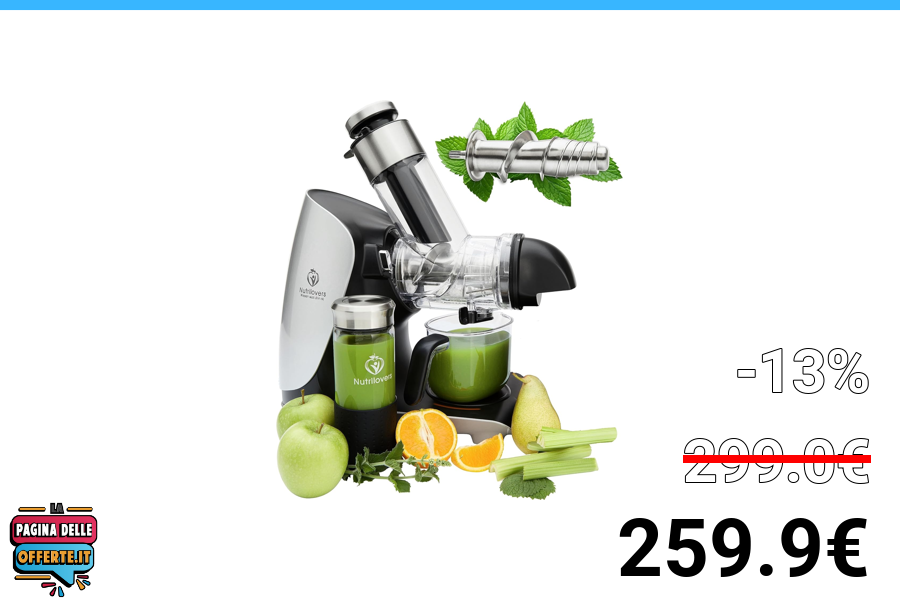 Nutrilovers
Nutrilovers
-13%
299.0€
259.9€
LA
PAGINA DELLE
OFFERTE.IT